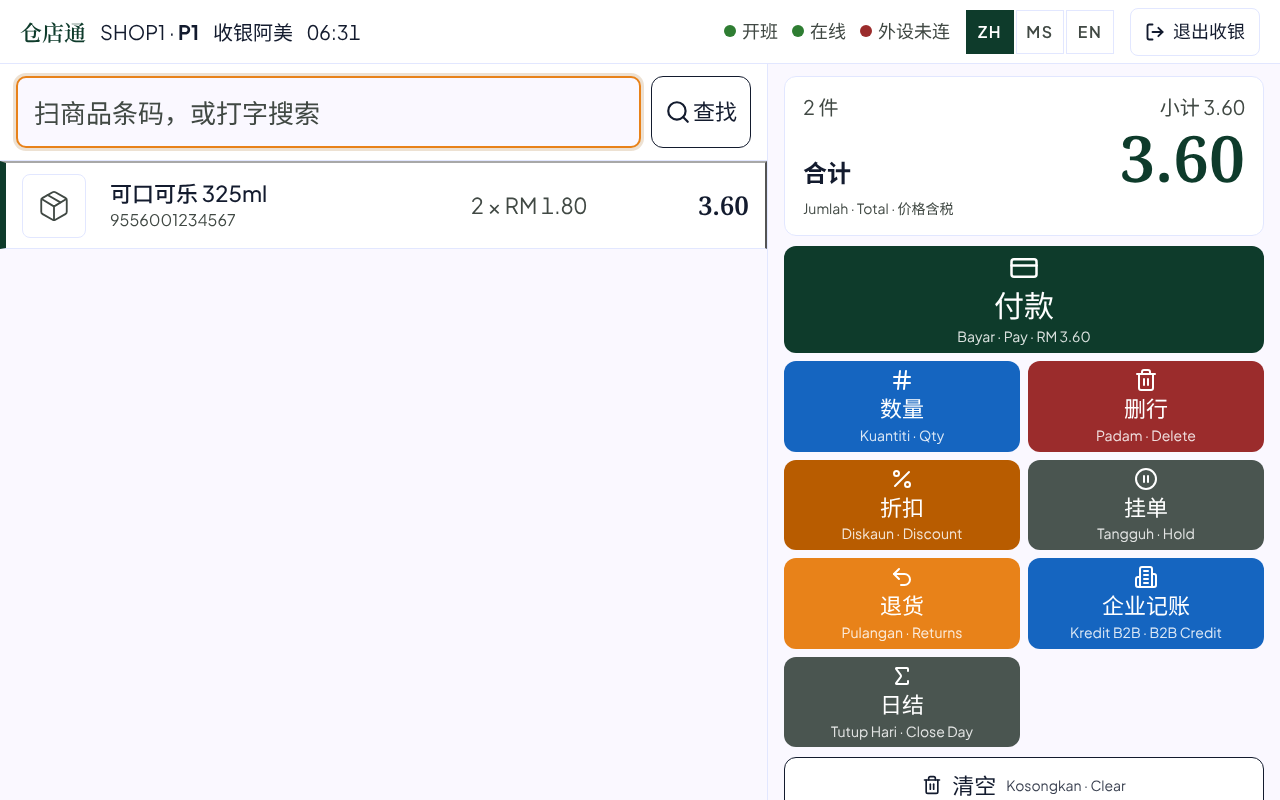 仓店通 SHOP1 · P1 收银阿美 06:31
开班 在线 外设未连 ZH MS EN 退出收银
扫商品条码，或打字搜索 查找
可口可乐 325ml
9556001234567
2 × RM 1.80 3.60
2 件 小计 3.60
合计 3.60
Jumlah · Total · 价格含税
付款
Bayar · Pay · RM 3.60
数量
Kuantiti · Qty
删行
Padam · Delete
折扣
Diskaun · Discount
挂单
Tangguh · Hold
退货
Pulangan · Returns
企业记账
Kredit B2B · B2B Credit
日结
Tutup Hari · Close Day
清空 Kosongkan · Clear